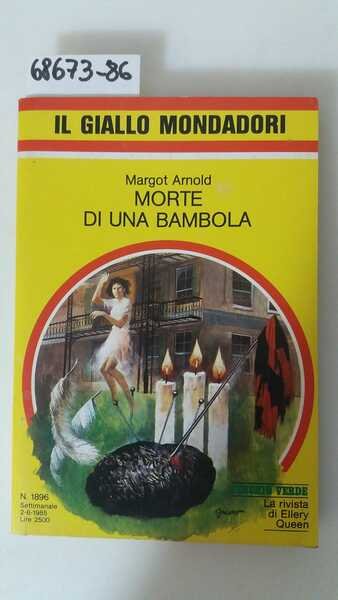 68673-86
IL GIALLO MONDADORI
Margot Arnold
MORTE
DI UNA BAMBOLA
N. 1896
Settimanale
2-6-1985
Lire 2500
VERDE
La rivista
di Ellery
Queen